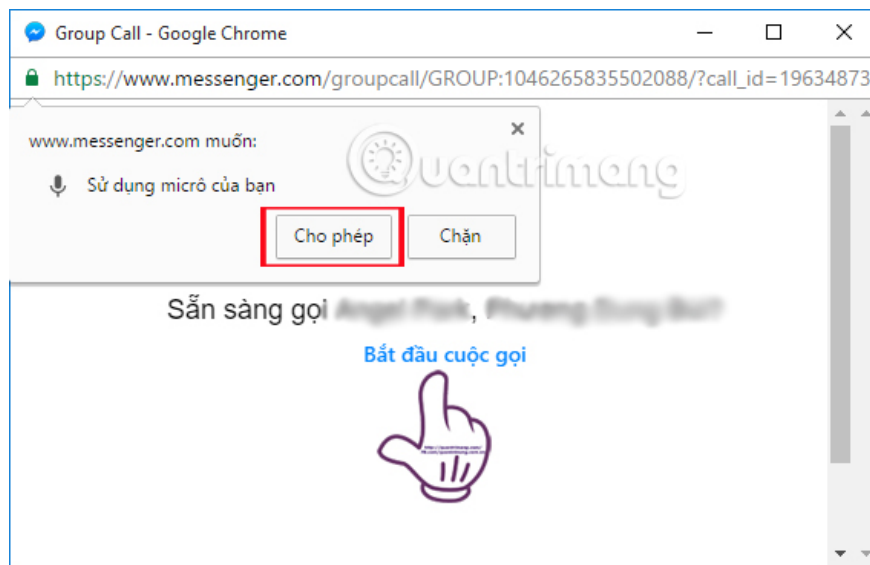 Group Call - Google Chrome
https://www.messenger.com/groupcall/GROUP:1046265835502088/?call_id=19634873
www.messenger.com muốn:
Sử dụng micrô của bạn
Quantrimang
Cho phép Chặn
Sẵn sàng gọi
Bắt đầu cuộc gọi